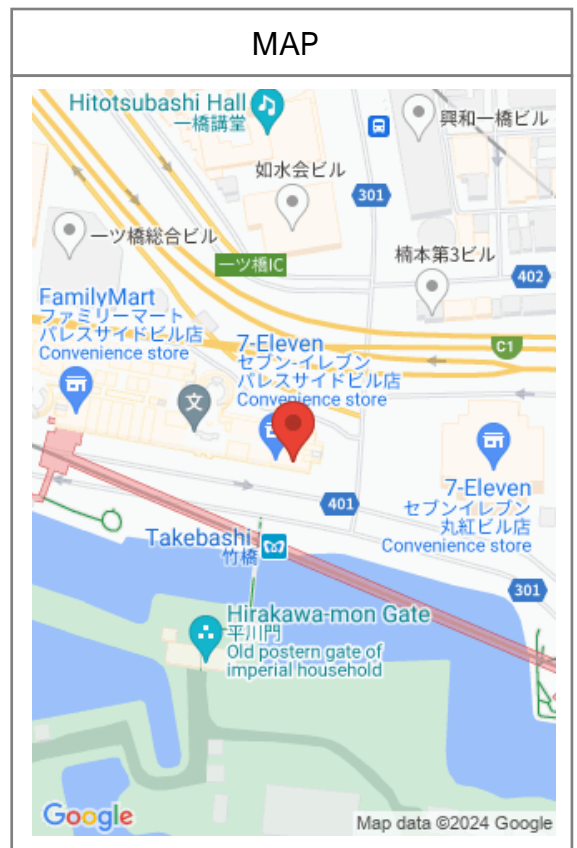 MAP
Hitotsubashi Hall
一橋講堂
興和一橋ビル
如水会ビル
301
一ツ橋総合ビル
一ツ橋IC
楠本第3ビル
402
FamilyMart
ファミリーマート
パレスサイドビル店
Convenience store
7-Eleven
セブン-イレブン
パレスサイドビル店
Convenience store
C1
文
7-Eleven
セブンイレブン
丸紅ビル店
Convenience store
401
Takebashi
竹橋
301
Hirakawa-mon Gate
平川門
Old postern gate of
imperial household
Google
Map data ©2024 Google